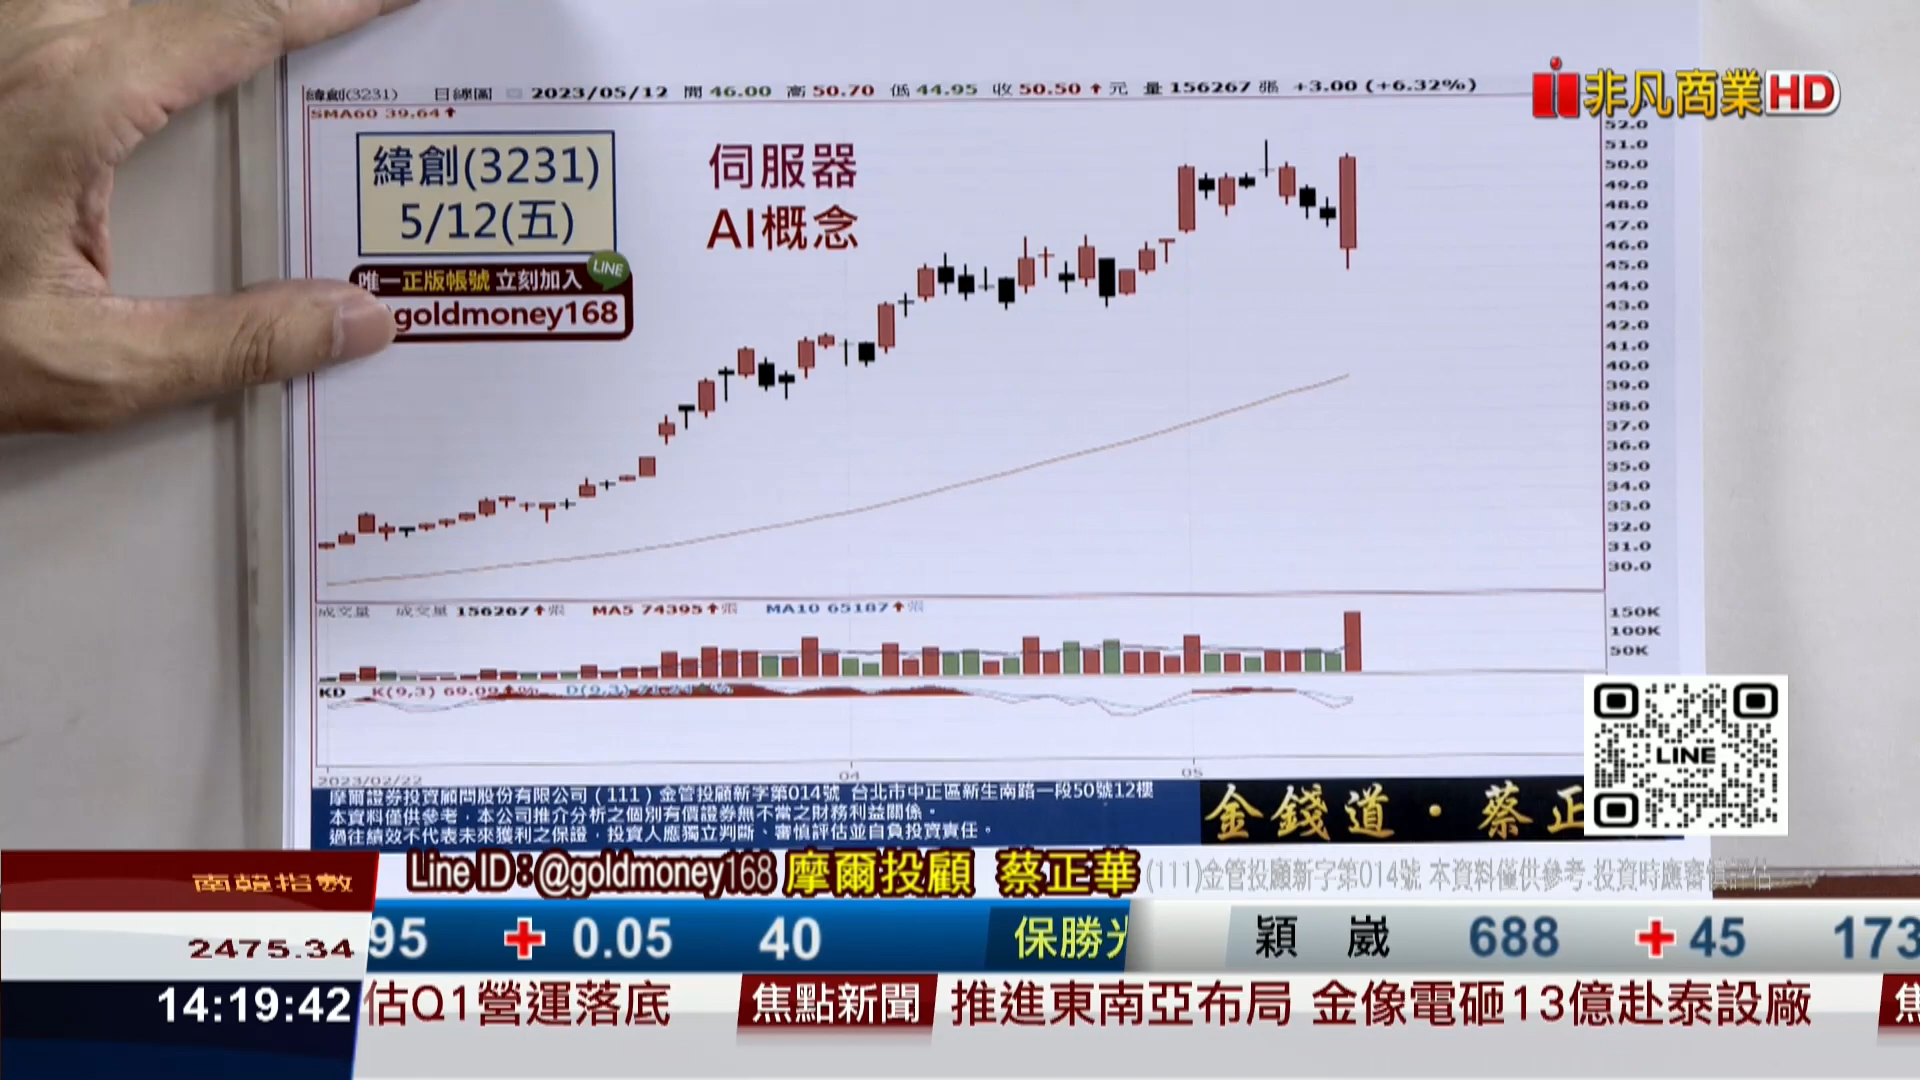 緯創(3231) 日線圖 2023/05/12 開 46.00 高 50.70 低 44.95 收 50.50 ↑ 元 量 156267 張 +3.00 (+6.32%)
SMA60 39.64↑
非凡商業HD
緯創(3231)
5/12(五)
伺服器
AI概念
唯一正版帳號 立刻加入
LINE
goldmoney168
52.0
51.0
50.0
49.0
48.0
47.0
46.0
45.0
44.0
43.0
42.0
41.0
40.0
39.0
38.0
37.0
36.0
35.0
34.0
33.0
32.0
31.0
30.0
成交量 成交量 156267↑張 MA5 74395↑張 MA10 65187↑張
150K
100K
50K
KD K(9,3) 69.09↑% D(9,3)
2023/02/22 04 05
LINE
摩爾證券投資顧問股份有限公司（111）金管投顧新字第014號 台北市中正區新生南路一段50號12樓
本資料僅供參考，本公司推介分析之個別有價證券無不當之財務利益關係。
過往績效不代表未來獲利之保證，投資人應獨立判斷、審慎評估並自負投資責任。
金錢道・蔡正
Line ID：@goldmoney168 摩爾投顧 蔡正華 (111)金管投顧新字第014號 本資料僅供參考.投資時應審慎評估
南韓指數
2475.34
95 + 0.05 40 保勝光 穎崴 688 + 45 173
14:19:42
估Q1營運落底 焦點新聞 推進東南亞布局 金像電砸13億赴泰設廠 焦